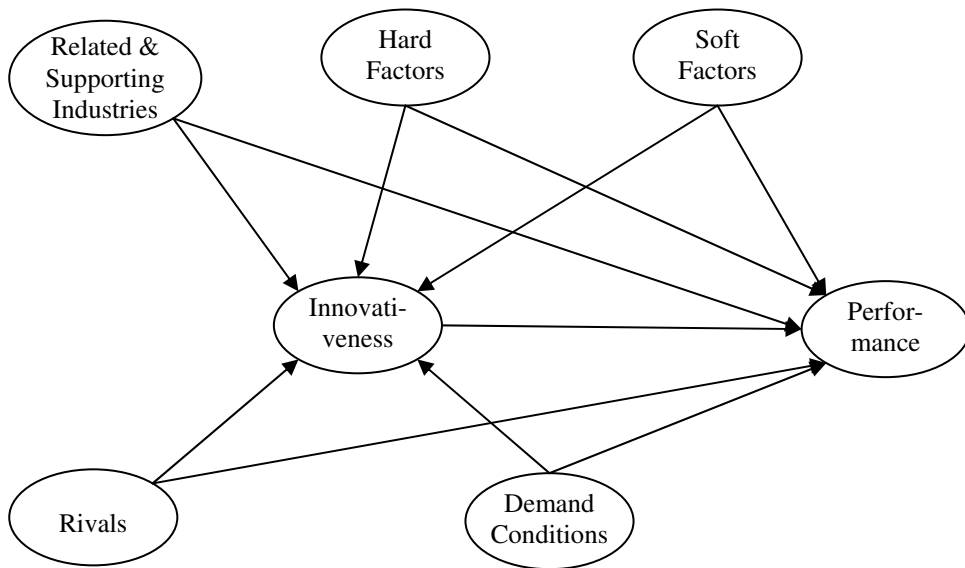 Related &
Supporting
Industries
Hard
Factors
Soft
Factors
Innovati-
veness
Perfor-
mance
Rivals
Demand
Conditions